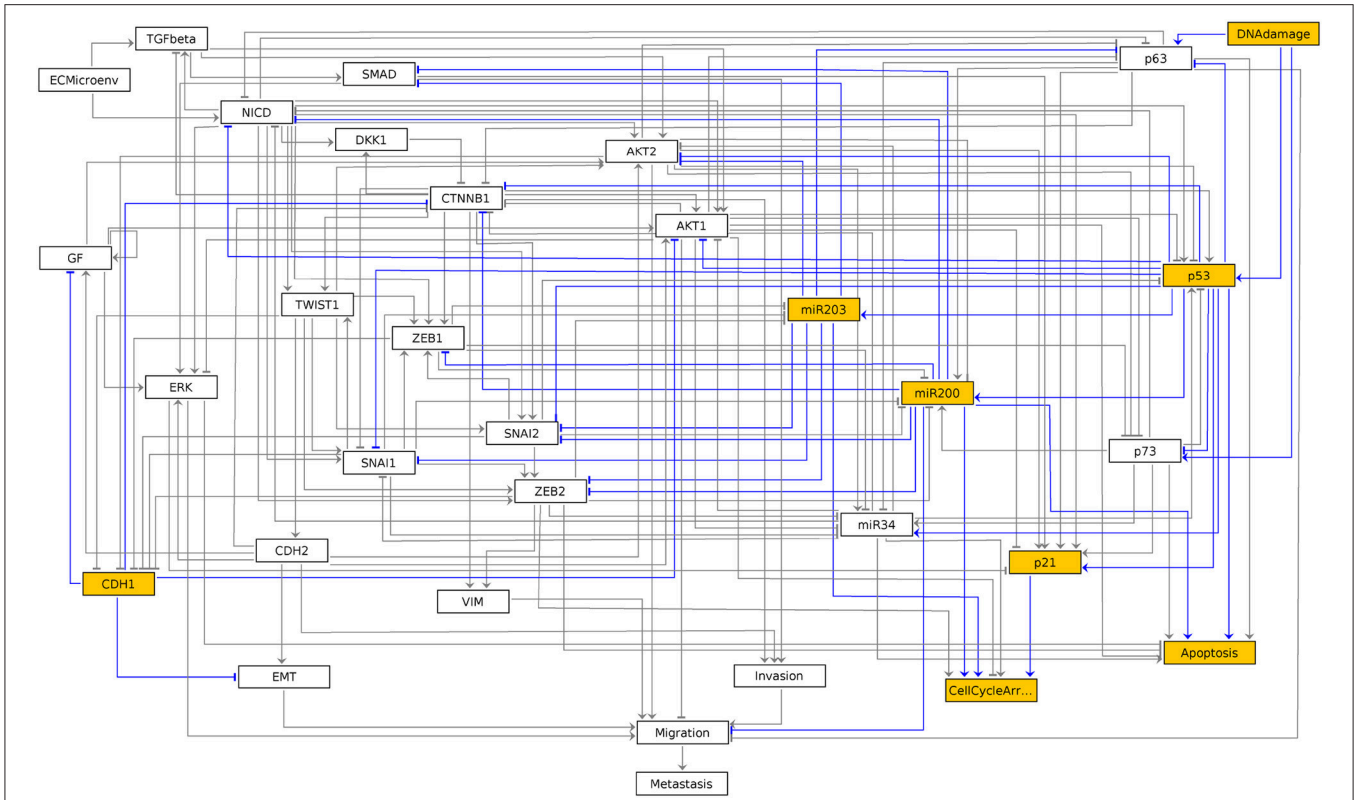 TGFbeta
DNAdamage
p63
ECMicroenv
SMAD
NICD
DKK1
AKT2
CTNNB1
AKT1
GF
p53
TWIST1
miR203
ZEB1
ERK
miR200
SNAI2
p73
SNAI1
ZEB2
miR34
CDH2
p21
CDH1
VIM
Apoptosis
EMT
Invasion
CellCycleArr...
Migration
Metastasis